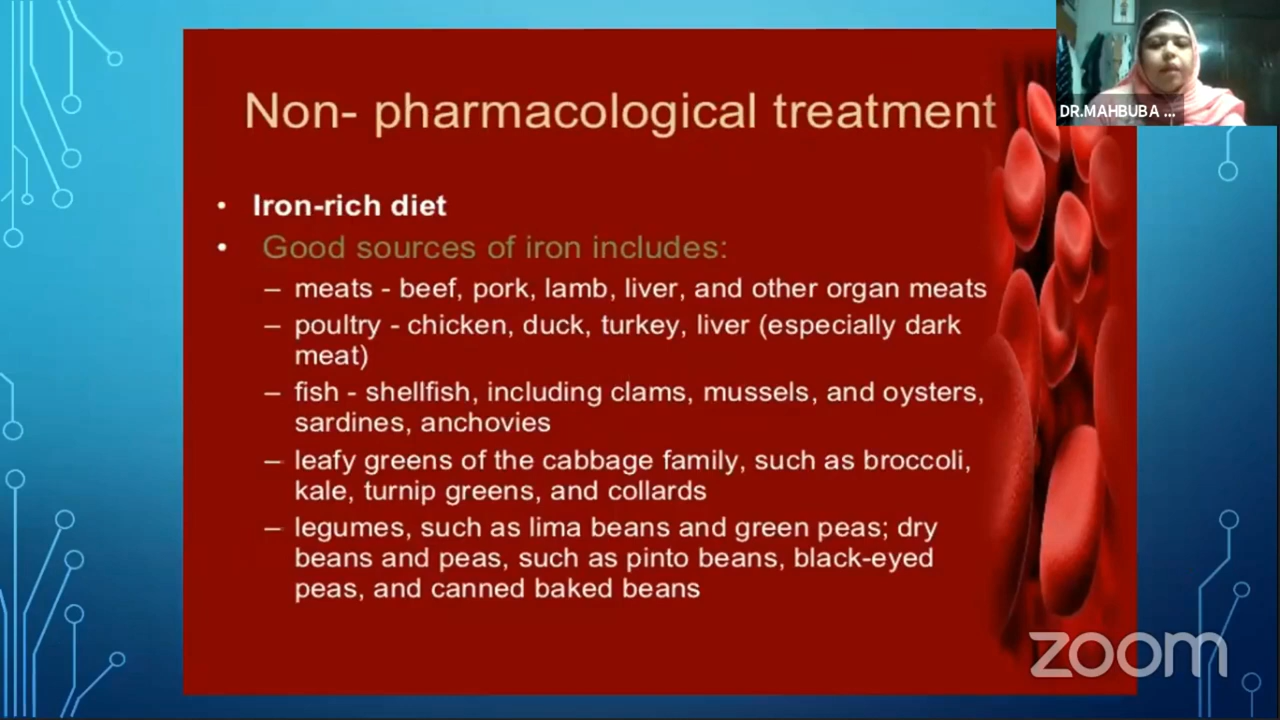 Non- pharmacological treatment
DR.MAHBUBA ...
• Iron-rich diet
• Good sources of iron includes:
– meats - beef, pork, lamb, liver, and other organ meats
– poultry - chicken, duck, turkey, liver (especially dark
meat)
– fish - shellfish, including clams, mussels, and oysters,
sardines, anchovies
– leafy greens of the cabbage family, such as broccoli,
kale, turnip greens, and collards
– legumes, such as lima beans and green peas; dry
beans and peas, such as pinto beans, black-eyed
peas, and canned baked beans
zoom